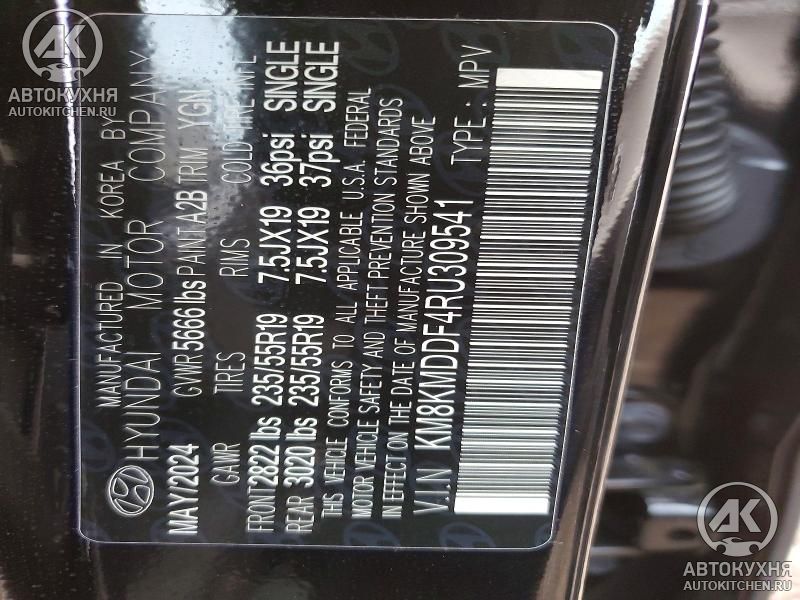 MANUFACTURED IN KOREA BY
HYUNDAI MOTOR COMPANY
MAY/2024 GVWR 5666 lbs PAINT A2B TRIM YGN
GAWR TIRES RIMS COLD TIRE INFL
FRONT 2822 lbs 235/55R19 7.5JX19 36psi SINGLE
REAR 3020 lbs 235/55R19 7.5JX19 37psi SINGLE
THIS VEHICLE CONFORMS TO ALL APPLICABLE U.S.A. FEDERAL
MOTOR VEHICLE SAFETY AND THEFT PREVENTION STANDARDS
IN EFFECT ON THE DATE OF MANUFACTURE SHOWN ABOVE
V.I.N KM8KMDDF4RU309541 TYPE : MPV
АК
АВТОКУХНЯ
AUTOKITCHEN.RU
АК
АВТОКУХНЯ
AUTOKITCHEN.RU